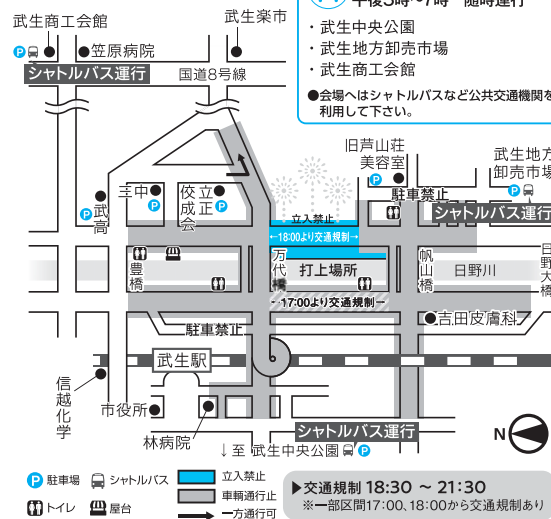 午後3時~7時 随時運行
・武生中央公園
・武生地方卸売市場
・武生商工会館
●会場へはシャトルバスなど公共交通機関を
利用して下さい。
武生商工会館
武生楽市
P
笠原病院
シャトルバス運行
国道8号線
旧芦山荘
美容室
P
武生地方
卸売市場
P
駐車禁止
シャトルバス運行
三中
P
立正
佼成会
P
武高
P
立入禁止
←18:00より交通規制→
豊橋
万代橋
打上場所
帆山橋
日野川
日野大橋
17:00より交通規制
駐車禁止
吉田皮膚科
武生駅
信越化学
市役所
林病院
シャトルバス運行
↓至 武生中央公園 P
N
P 駐車場
シャトルバス
トイレ
屋台
立入禁止
車輌通行止
一方通行可
▶交通規制 18:30 ~ 21:30
※一部区間17:00、18:00から交通規制あり